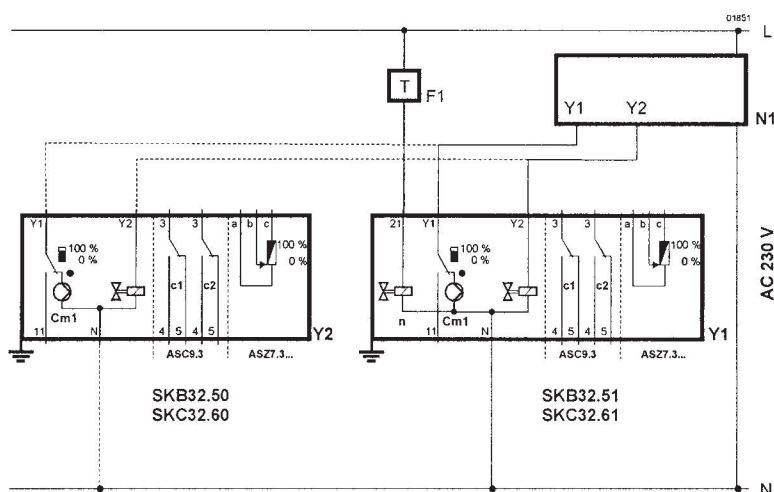 01851
L
T
F1
Y1 Y2
N1
AC 230 V
Y1 Y2 3 3 a b c
100 %
0 %
100 %
0 %
c1 c2
Cm1
11 N 4 5 4 5
Y2
ASC9.3 ASZ7.3...
SKB32.50
SKC32.60
21 Y1 Y2 3 3 a b c
100 %
0 %
100 %
0 %
c1 c2
n Cm1
11 N 4 5 4 5
Y1
ASC9.3 ASZ7.3...
SKB32.51
SKC32.61
N